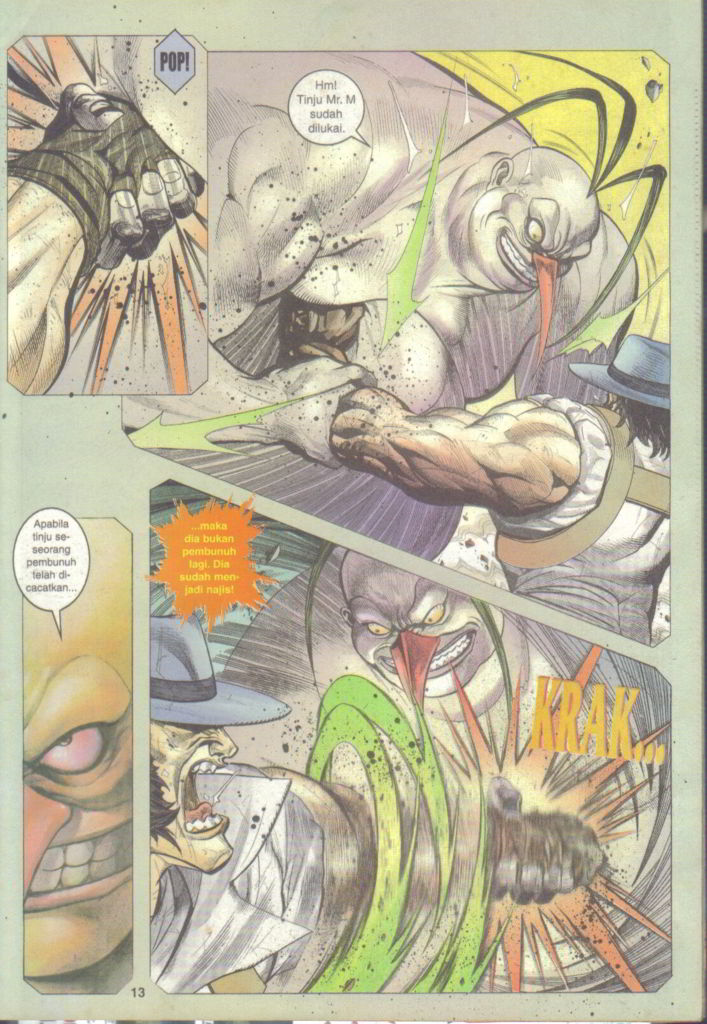 POP!
Hm!
Tinju Mr. M
sudah
dilukai.
Apabila
tinju se-
seorang
pembunuh
telah di-
cacatkan...
...maka
dia bukan
pembunuh
lagi. Dia
sudah men-
jadi najis!
KRAK...
13